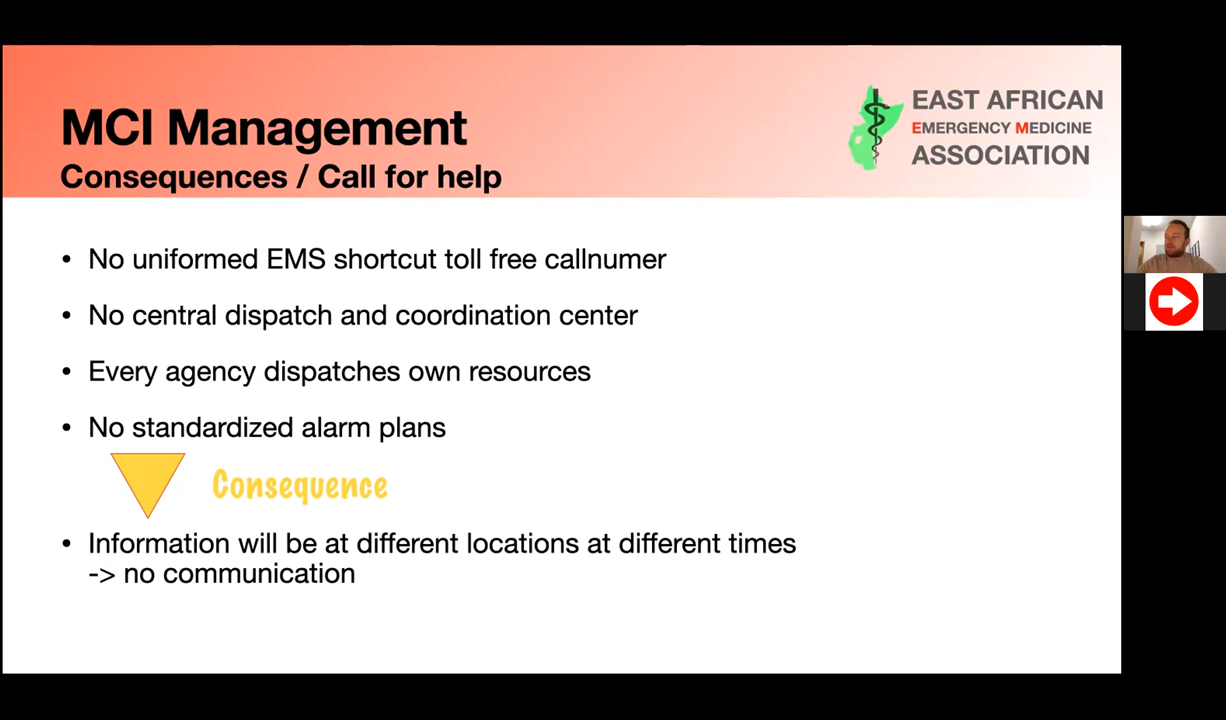 MCI Management
Consequences / Call for help
EAST AFRICAN
EMERGENCY MEDICINE
ASSOCIATION
• No uniformed EMS shortcut toll free callnumer
• No central dispatch and coordination center
• Every agency dispatches own resources
• No standardized alarm plans
Consequence
• Information will be at different locations at different times
-> no communication